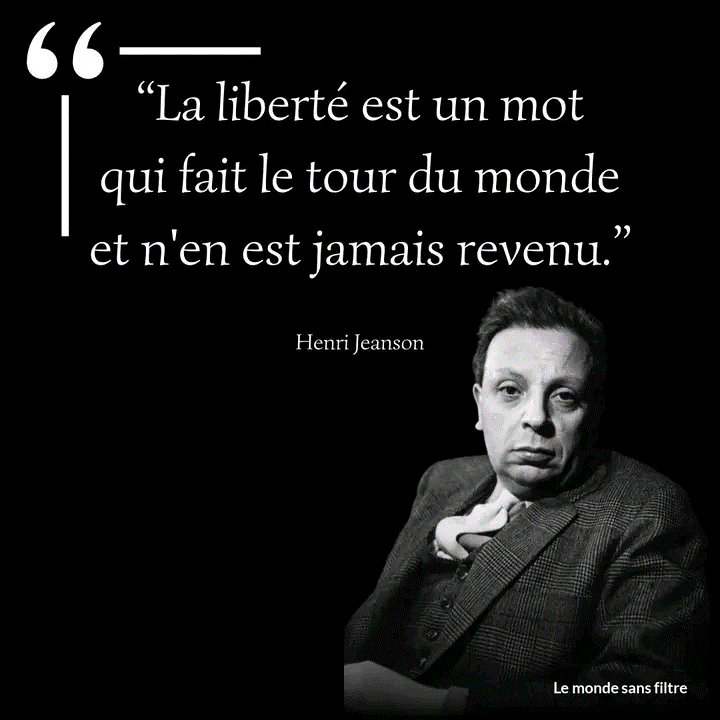 “La liberté est un mot
qui fait le tour du monde
et n'en est jamais revenu.”
Henri Jeanson
Le monde sans filtre